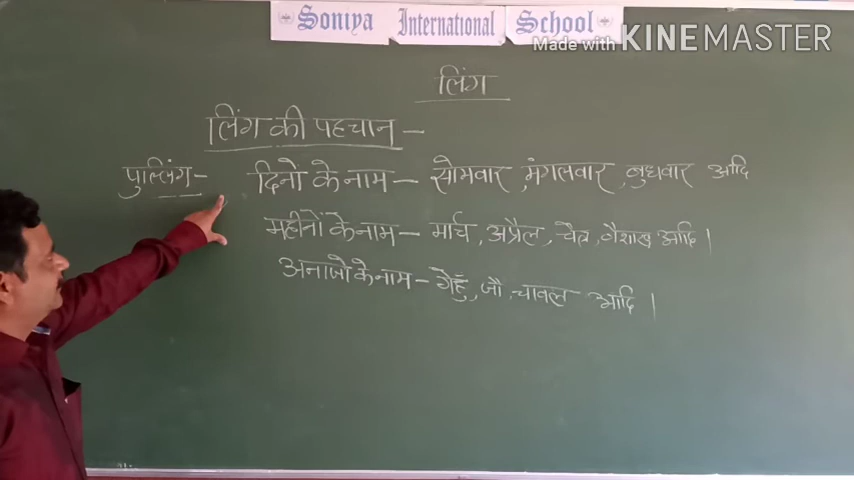 Soniya International School
Made with KINEMASTER
लिंग
लिंग की पहचान –
पुल्लिंग – दिनों के नाम – सोमवार, मंगलवार, बुधवार आदि
महीनों के नाम – मार्च, अप्रैल, चैत्र, वैशाख आदि।
अनाजो के नाम – गेहूँ, जौ, चावल आदि।